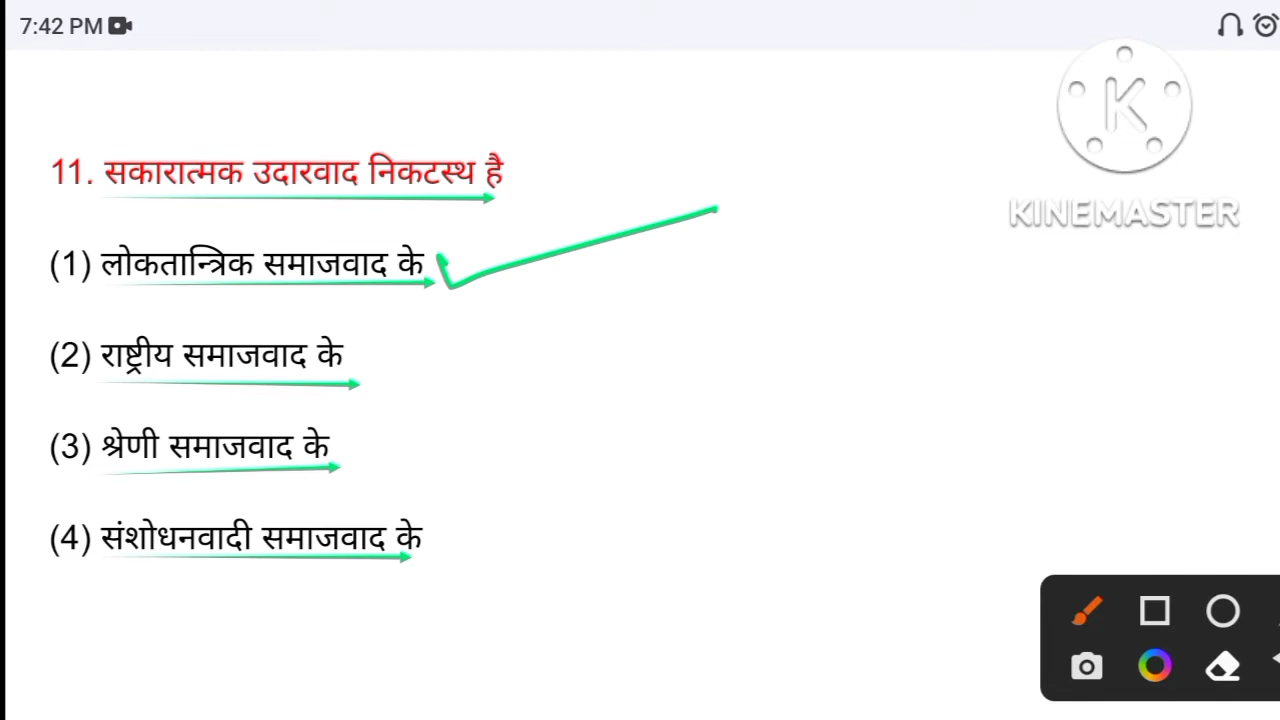 7:42 PM
K
KINEMASTER
11. सकारात्मक उदारवाद निकटस्थ है
(1) लोकतान्त्रिक समाजवाद के
(2) राष्ट्रीय समाजवाद के
(3) श्रेणी समाजवाद के
(4) संशोधनवादी समाजवाद के